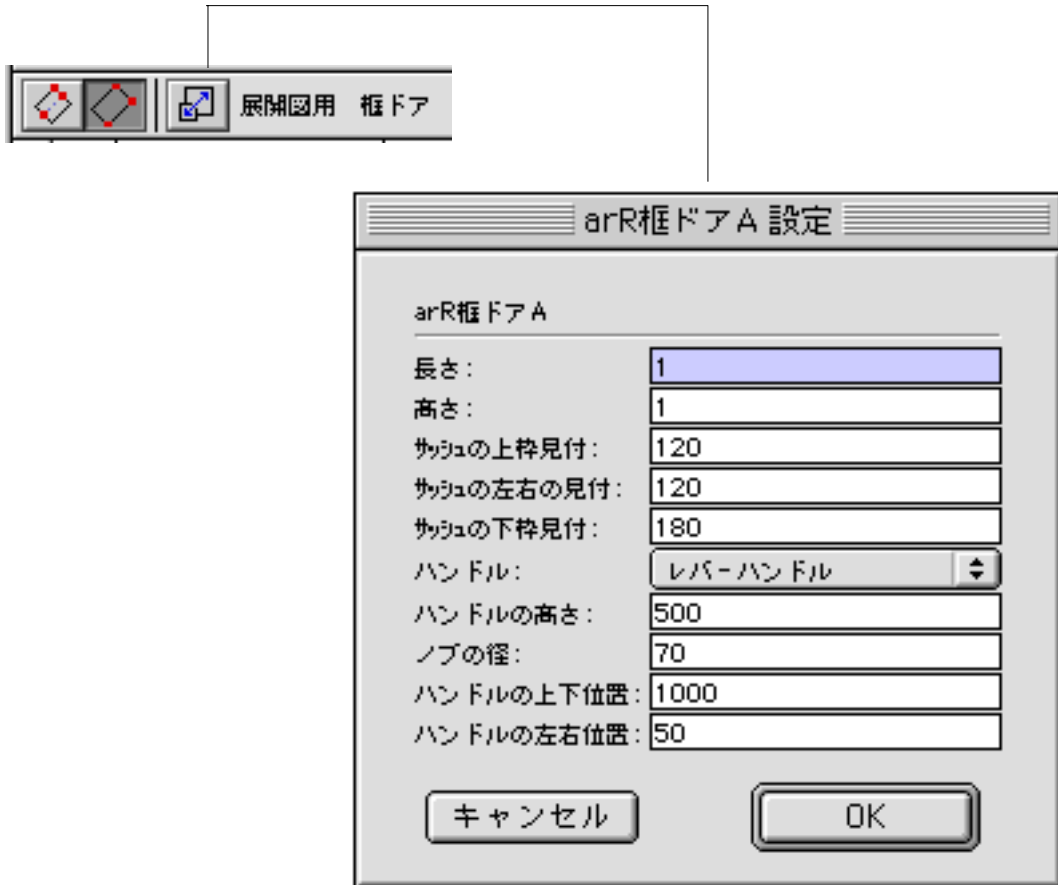 展開図用 框ドア
arR框ドアA 設定
arR框ドアA
長さ: 1
高さ: 1
ｻｯｼｭの上枠見付: 120
ｻｯｼｭの左右の見付: 120
ｻｯｼｭの下枠見付: 180
ハンドル: レバーハンドル
ハンドルの高さ: 500
ノブの径: 70
ハンドルの上下位置: 1000
ハンドルの左右位置: 50
キャンセル OK